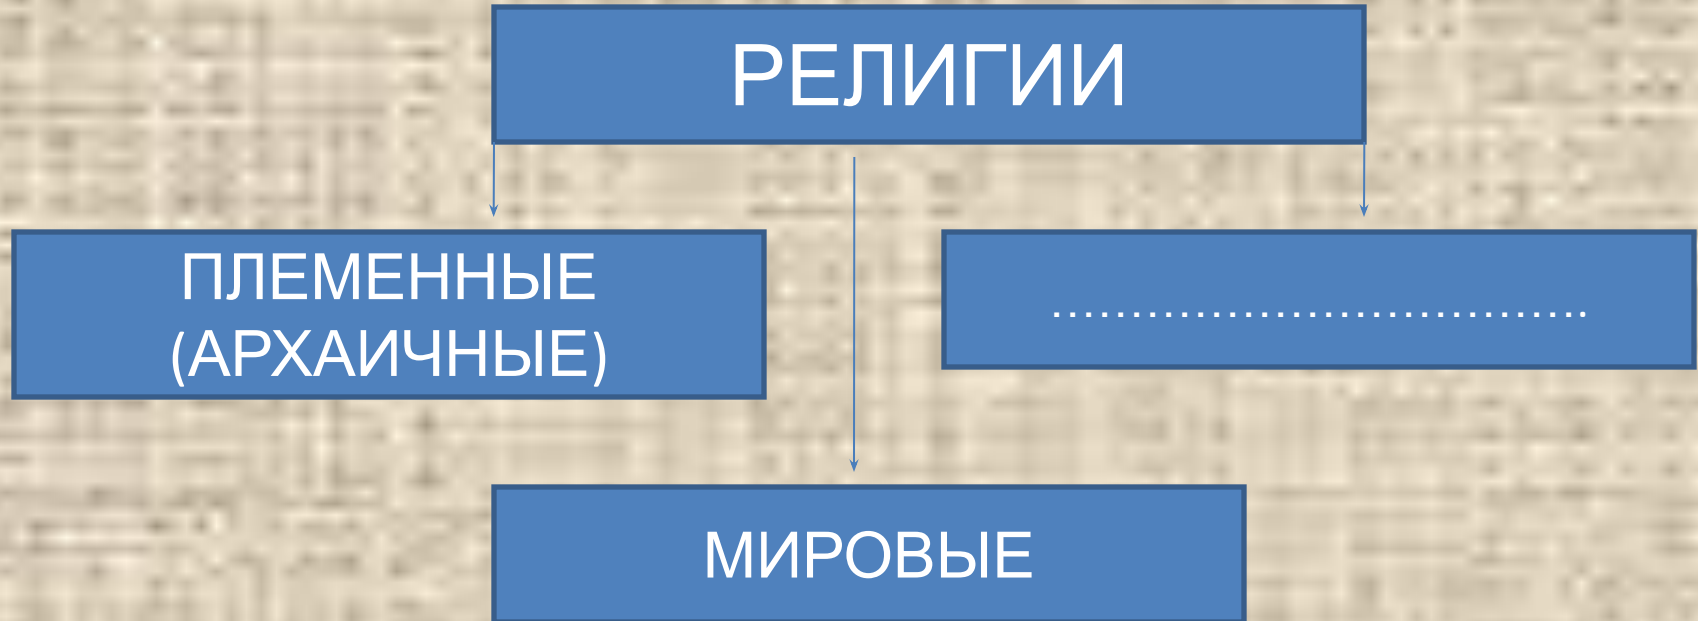 РЕЛИГИИ
ПЛЕМЕННЫЕ
(АРХАИЧНЫЕ)
..................................
МИРОВЫЕ